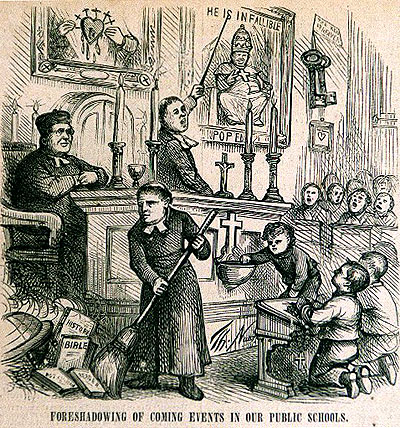 HE IS INFALLIBLE
POPE
HISTORY
BIBLE
FORESHADOWING OF COMING EVENTS IN OUR PUBLIC SCHOOLS.